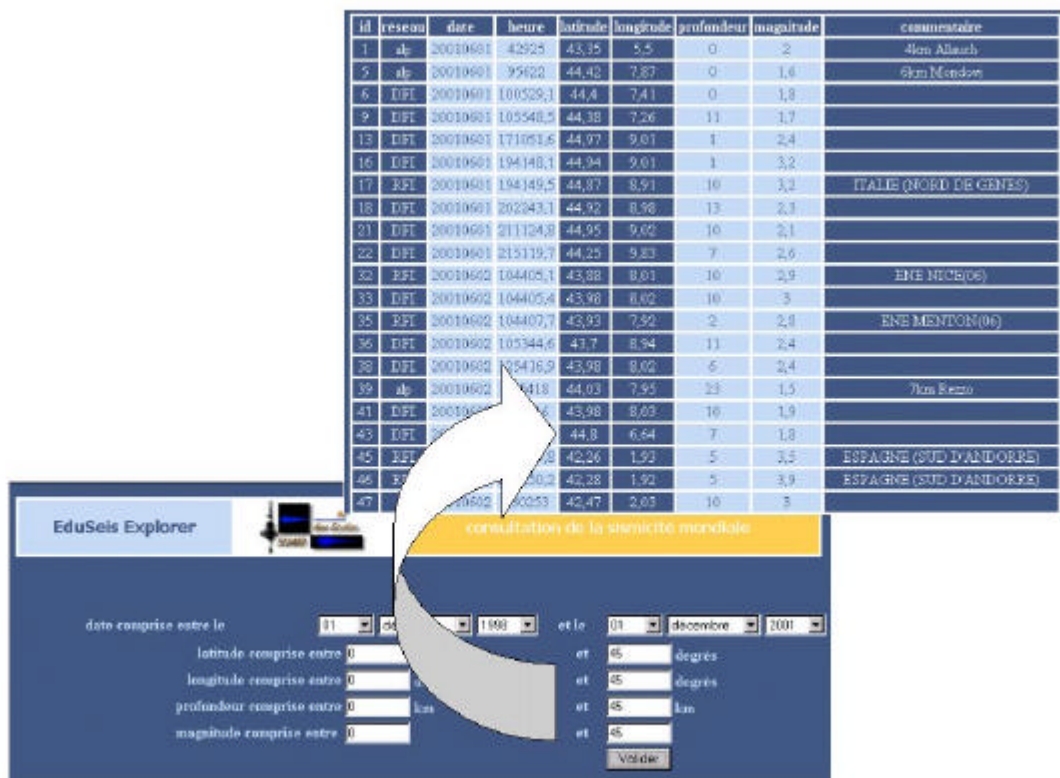 id réseau date heure latitude longitude profondeur magnitude commentaire
1 alp 20010601 42925 43,35 5,5 0 2 4km Allauch
5 alp 20010601 95622 44,42 7,87 0 1,6 6km Mondovi
6 DFI 20010601 100529,1 44,4 7,41 0 1,8
9 DFI 20010601 105548,5 44,38 7,26 11 1,7
13 DFI 20010601 171051,6 44,97 9,01 1 2,4
16 DFI 20010601 194148,1 44,94 9,01 1 3,2
17 RFI 20010601 194149,5 44,87 8,91 10 3,2 ITALIE (NORD DE GENES)
18 DFI 20010601 202243,1 44,92 8,98 13 2,3
21 DFI 20010601 211124,8 44,95 9,02 10 2,1
22 DFI 20010601 215119,7 44,25 9,83 7 2,6
32 RFI 20010602 104405,1 43,88 8,01 10 2,9 ENE NICE(06)
33 DFI 20010602 104405,4 43,98 8,02 10 3
35 RFI 20010602 104407,7 43,93 7,92 2 2,8 ENE MENTON(06)
36 DFI 20010602 105344,6 43,7 8,94 11 2,4
38 DFI 20010602 43,98 8,02 6 2,4
39 alp 20010602 44,03 7,95 23 1,5 7km Rezzo
41 DFI 43,98 8,03 10 1,9
43 DFI 44,8 6,64 7 1,8
45 RFI 42,26 1,93 5 3,5 ESPAGNE (SUD D'ANDORRE)
46 42,28 1,92 5 3,9 ESPAGNE (SUD D'ANDORRE)
47 42,47 2,03 10 3
EduSeis Explorer consultation de la sismicité mondiale
date comprise entre le 01 1998 et le 01 décembre 2001
latitude comprise entre 0 et 45 degrés
longitude comprise entre 0 et 45 degrés
profondeur comprise entre 0 km et 45 km
magnitude comprise entre 0 et 45
Valider